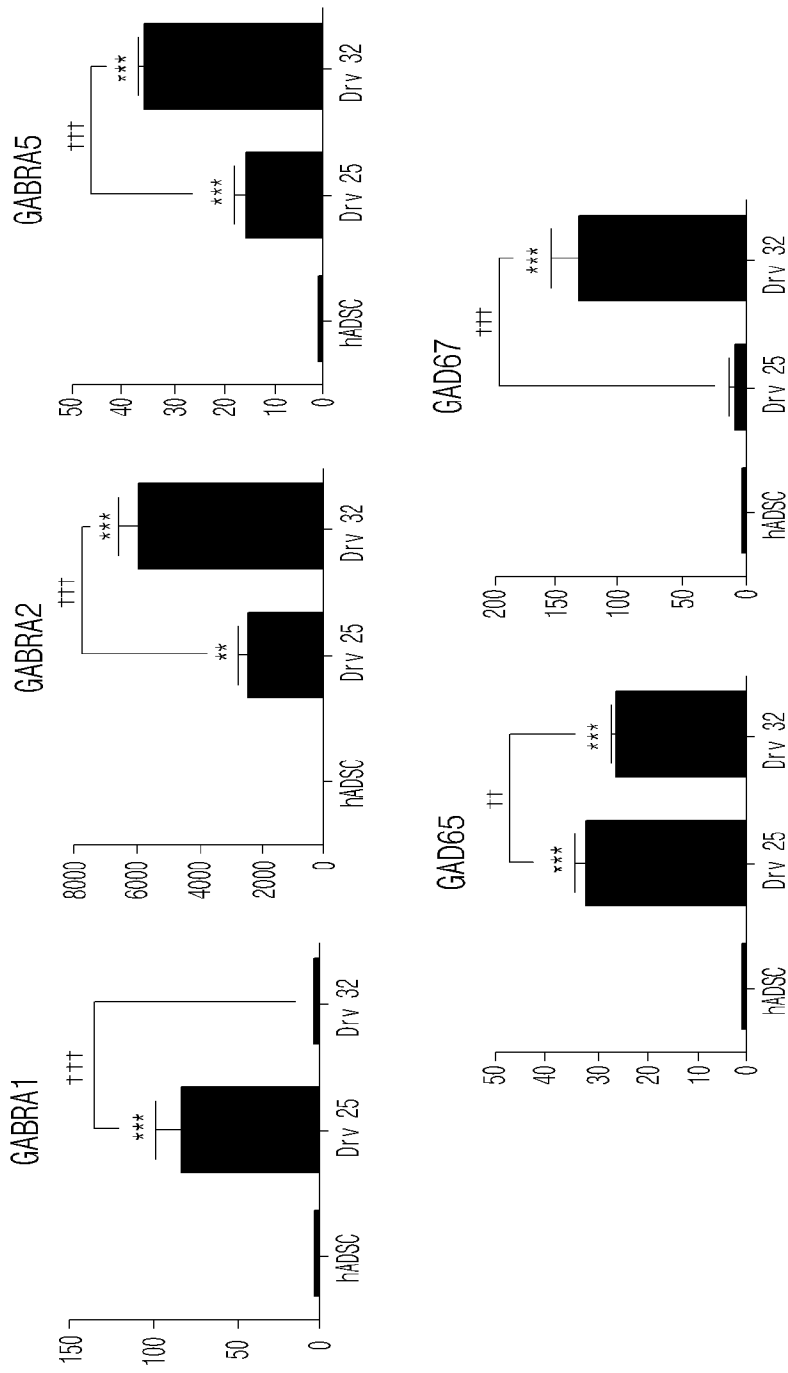 GABRA1
†††
***
150
100
50
0
hADSC
Drv 25
Drv 32
GABRA2
†††
**
***
8000
6000
4000
2000
0
hADSC
Drv 25
Drv 32
GABRA5
†††
***
***
50
40
30
20
10
0
hADSC
Drv 25
Drv 32
GAD65
††
***
***
50
40
30
20
10
0
hADSC
Drv 25
Drv 32
GAD67
†††
***
200
150
100
50
0
hADSC
Drv 25
Drv 32